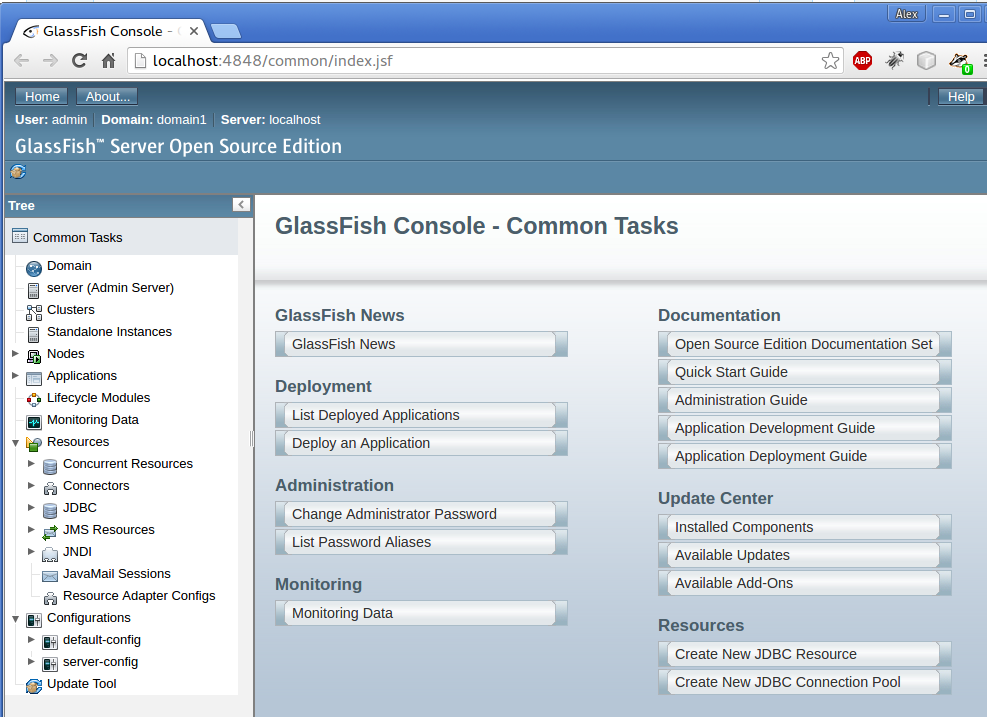 Alex
GlassFish Console -
localhost:4848/common/index.jsf
ABP
0
Home About... Help
User: admin Domain: domain1 Server: localhost
GlassFish™ Server Open Source Edition
Tree
Common Tasks
Domain
server (Admin Server)
Clusters
Standalone Instances
Nodes
Applications
Lifecycle Modules
Monitoring Data
Resources
Concurrent Resources
Connectors
JDBC
JMS Resources
JNDI
JavaMail Sessions
Resource Adapter Configs
Configurations
default-config
server-config
Update Tool
GlassFish Console - Common Tasks
GlassFish News
GlassFish News
Deployment
List Deployed Applications
Deploy an Application
Administration
Change Administrator Password
List Password Aliases
Monitoring
Monitoring Data
Documentation
Open Source Edition Documentation Set
Quick Start Guide
Administration Guide
Application Development Guide
Application Deployment Guide
Update Center
Installed Components
Available Updates
Available Add-Ons
Resources
Create New JDBC Resource
Create New JDBC Connection Pool